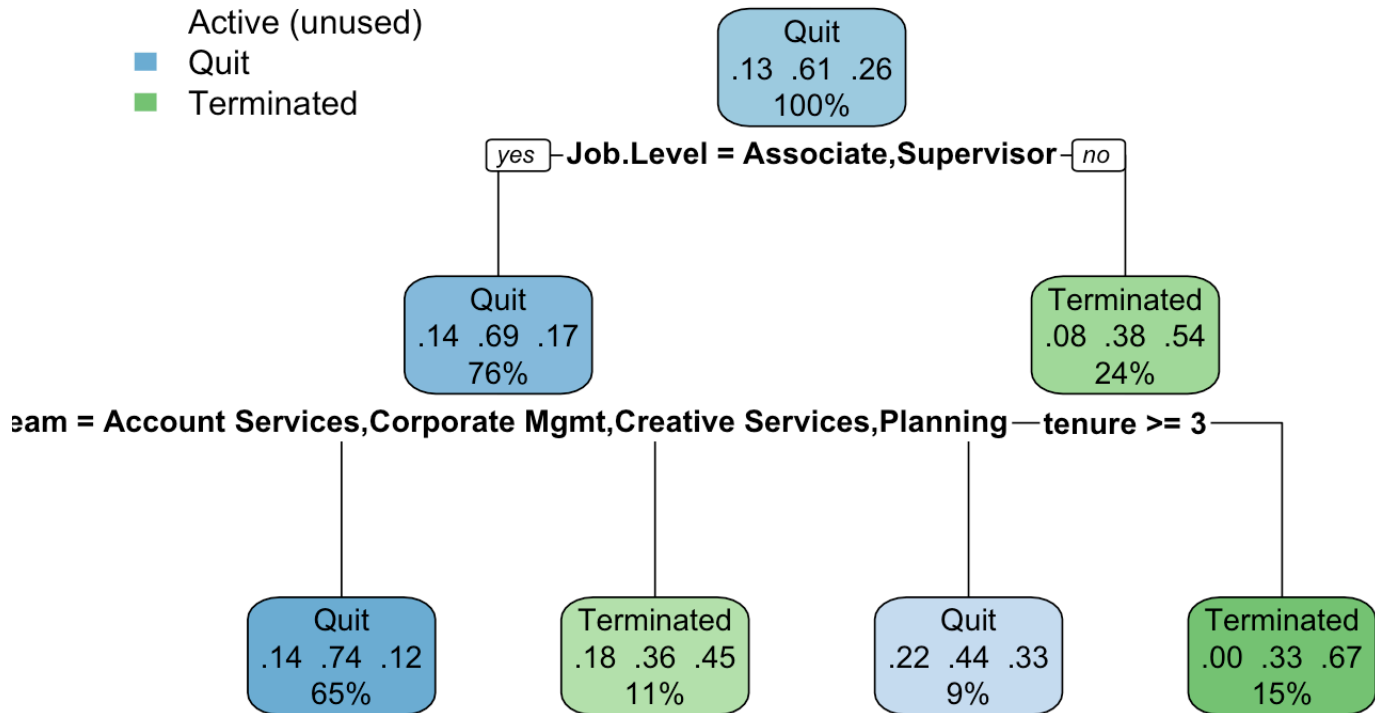 Active (unused)
Quit
Terminated
Quit
.13 .61 .26
100%
yes
Job.Level = Associate,Supervisor
no
Quit
.14 .69 .17
76%
Terminated
.08 .38 .54
24%
eam = Account Services,Corporate Mgmt,Creative Services,Planning
tenure >= 3
Quit
.14 .74 .12
65%
Terminated
.18 .36 .45
11%
Quit
.22 .44 .33
9%
Terminated
.00 .33 .67
15%